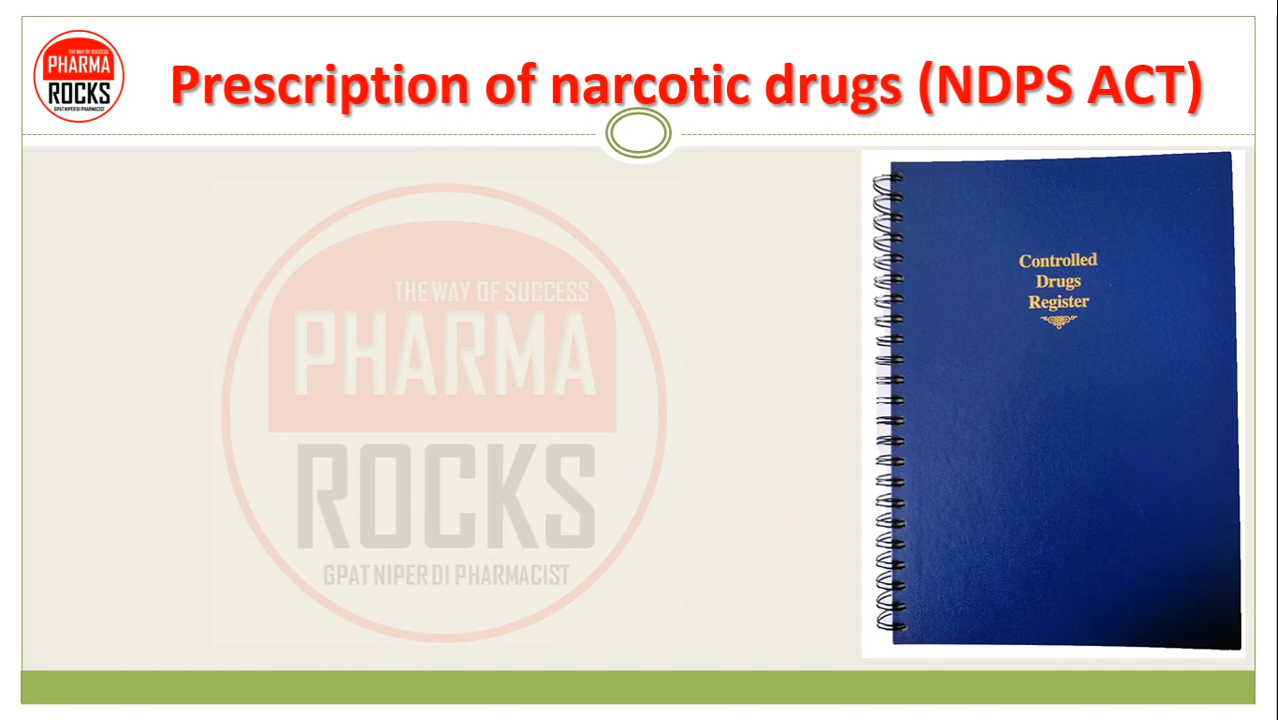 THE WAY OF SUCCESS
PHARMA
ROCKS
GPAT NIPER DI PHARMACIST
Prescription of narcotic drugs (NDPS ACT)
THE WAY OF SUCCESS
PHARMA
ROCKS
GPAT NIPER DI PHARMACIST
Controlled
Drugs
Register